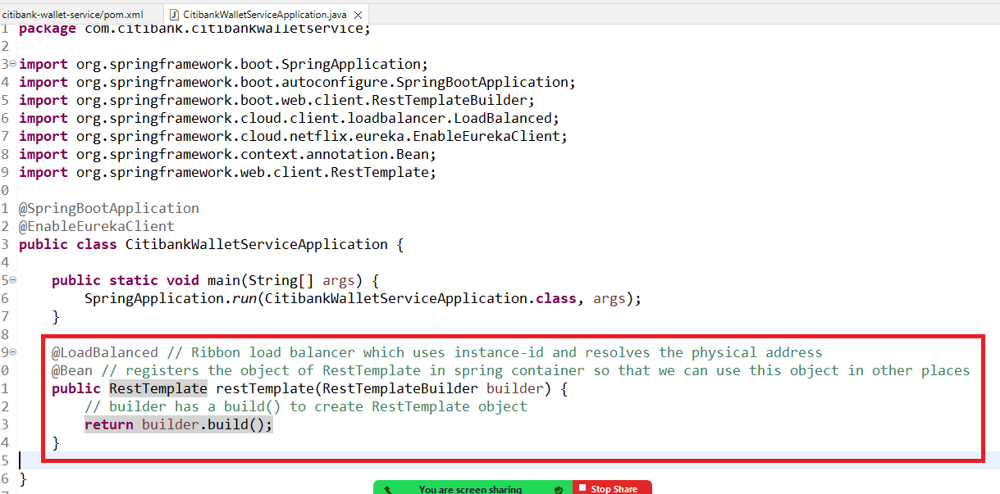 citibank-wallet-service/pom.xml CitibankWalletServiceApplication.java
1 package com.citibank.citibankwalletservice;
2
3 import org.springframework.boot.SpringApplication;
4 import org.springframework.boot.autoconfigure.SpringBootApplication;
5 import org.springframework.boot.web.client.RestTemplateBuilder;
6 import org.springframework.cloud.client.loadbalancer.LoadBalanced;
7 import org.springframework.cloud.netflix.eureka.EnableEurekaClient;
8 import org.springframework.context.annotation.Bean;
9 import org.springframework.web.client.RestTemplate;
0
1 @SpringBootApplication
2 @EnableEurekaClient
3 public class CitibankWalletServiceApplication {
4
5 public static void main(String[] args) {
6 SpringApplication.run(CitibankWalletServiceApplication.class, args);
7 }
8
9 @LoadBalanced // Ribbon load balancer which uses instance-id and resolves the physical address
0 @Bean // registers the object of RestTemplate in spring container so that we can use this object in other places
1 public RestTemplate restTemplate(RestTemplateBuilder builder) {
2 // builder has a build() to create RestTemplate object
3 return builder.build();
4 }
5
6 }
You are screen sharing Stop Share